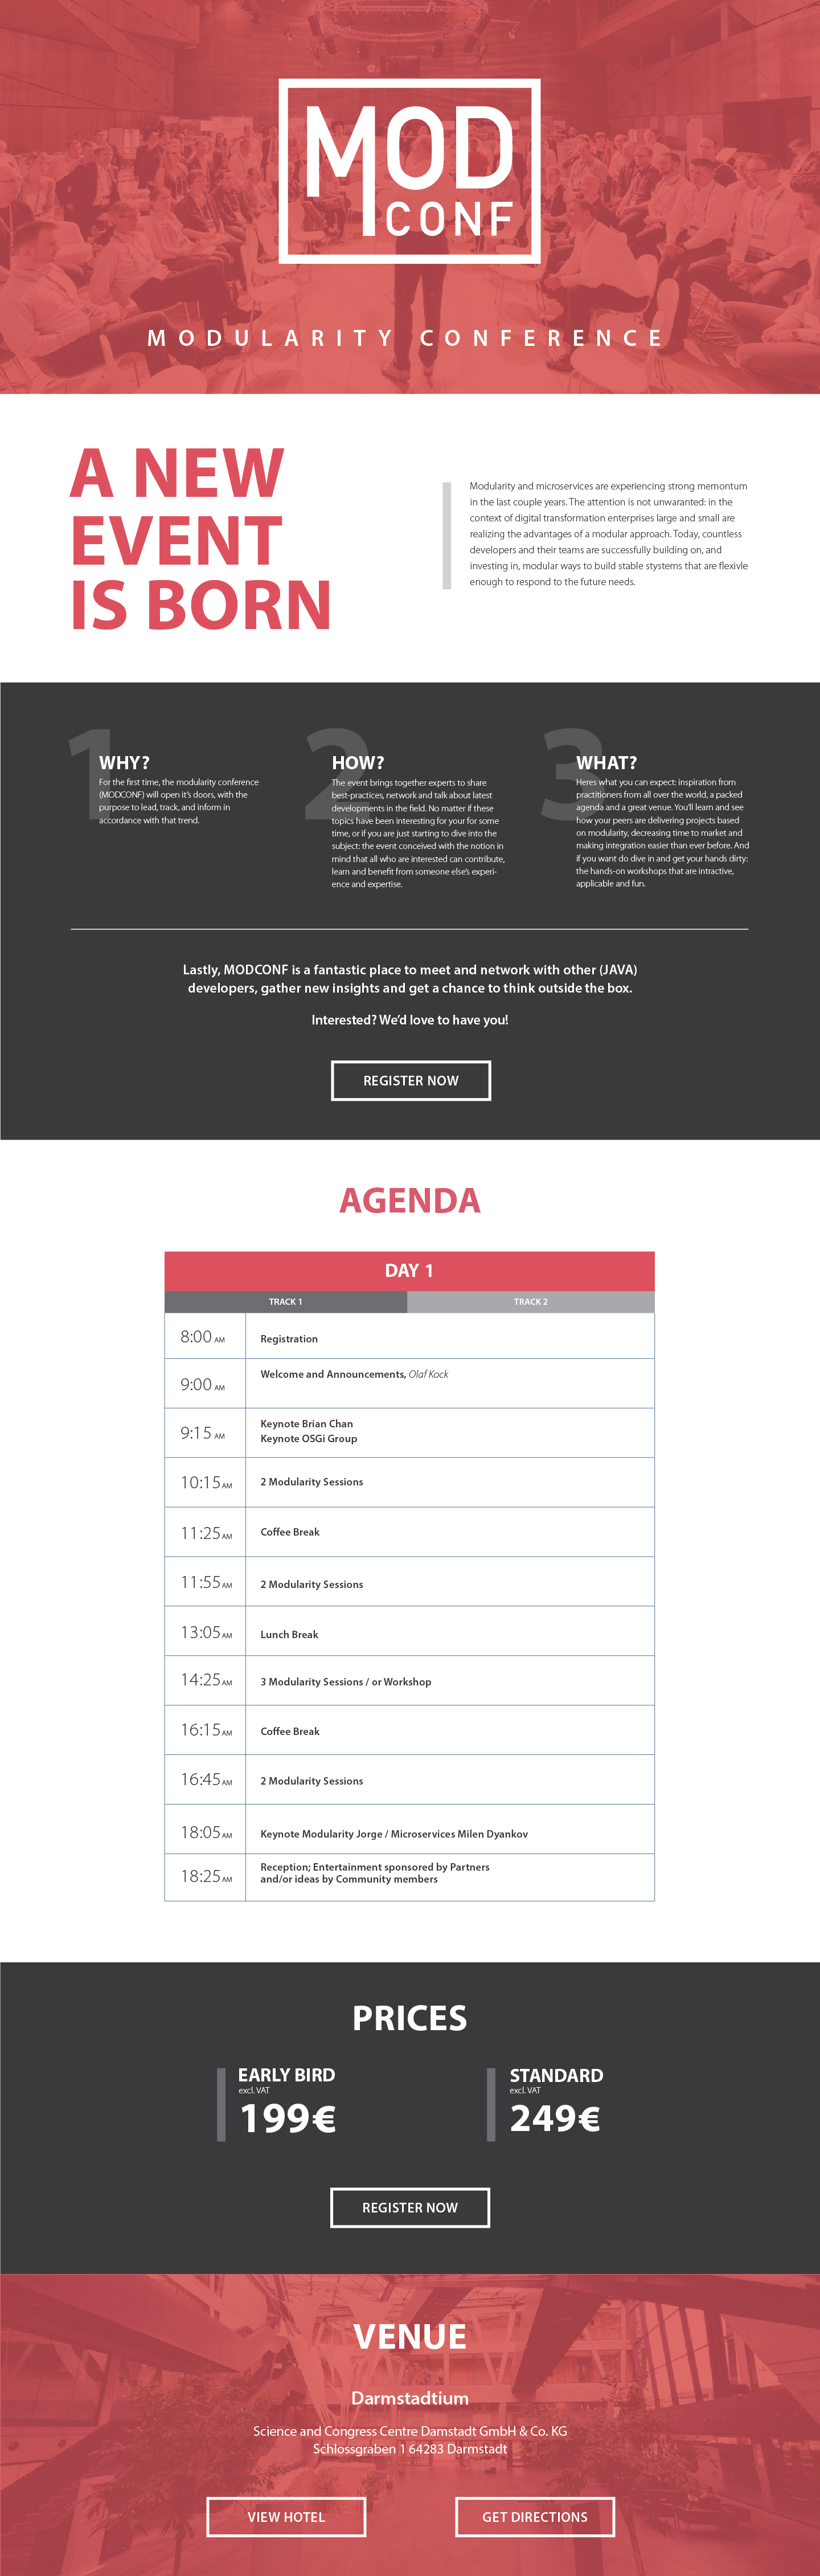 MOD
CONF
MODULARITY CONFERENCE
A NEW
EVENT
IS BORN
Modularity and microservices are experiencing strong memontum
in the last couple years. The attention is not unwaranted: in the
context of digital transformation enterprises large and small are
realizing the advantages of a modular approach. Today, countless
developers and their teams are successfully building on, and
investing in, modular ways to build stable stystems that are flexivle
enough to respond to the future needs.
1
WHY?
For the first time, the modularity conference
(MODCONF) will open it's doors, with the
purpose to lead, track, and inform in
accordance with that trend.
2
HOW?
The event brings together experts to share
best-practices, network and talk about latest
developments in the field. No matter if these
topics have been interesting for your for some
time, or if you are just starting to dive into the
subject: the event conceived with the notion in
mind that all who are interested can contribute,
learn and benefit from someone else's experi-
ence and expertise.
3
WHAT?
Heres what you can expect: inspiration from
practitioners from all over the world, a packed
agenda and a great venue. You'll learn and see
how your peers are delivering projects based
on modularity, decreasing time to market and
making integration easier than ever before. And
if you want do dive in and get your hands dirty:
the hands-on workshops that are intractive,
applicable and fun.
Lastly, MODCONF is a fantastic place to meet and network with other (JAVA)
developers, gather new insights and get a chance to think outside the box.
Interested? We'd love to have you!
REGISTER NOW
AGENDA
DAY 1
TRACK 1 TRACK 2
8:00 AM Registration
9:00 AM Welcome and Announcements, Olaf Kock
9:15 AM Keynote Brian Chan
Keynote OSGi Group
10:15 AM 2 Modularity Sessions
11:25 AM Coffee Break
11:55 AM 2 Modularity Sessions
13:05 AM Lunch Break
14:25 AM 3 Modularity Sessions / or Workshop
16:15 AM Coffee Break
16:45 AM 2 Modularity Sessions
18:05 AM Keynote Modularity Jorge / Microservices Milen Dyankov
18:25 AM Reception; Entertainment sponsored by Partners
and/or ideas by Community members
PRICES
EARLY BIRD
excl. VAT
199€
STANDARD
excl. VAT
249€
REGISTER NOW
VENUE
Darmstadtium
Science and Congress Centre Damstadt GmbH & Co. KG
Schlossgraben 1 64283 Darmstadt
VIEW HOTEL GET DIRECTIONS